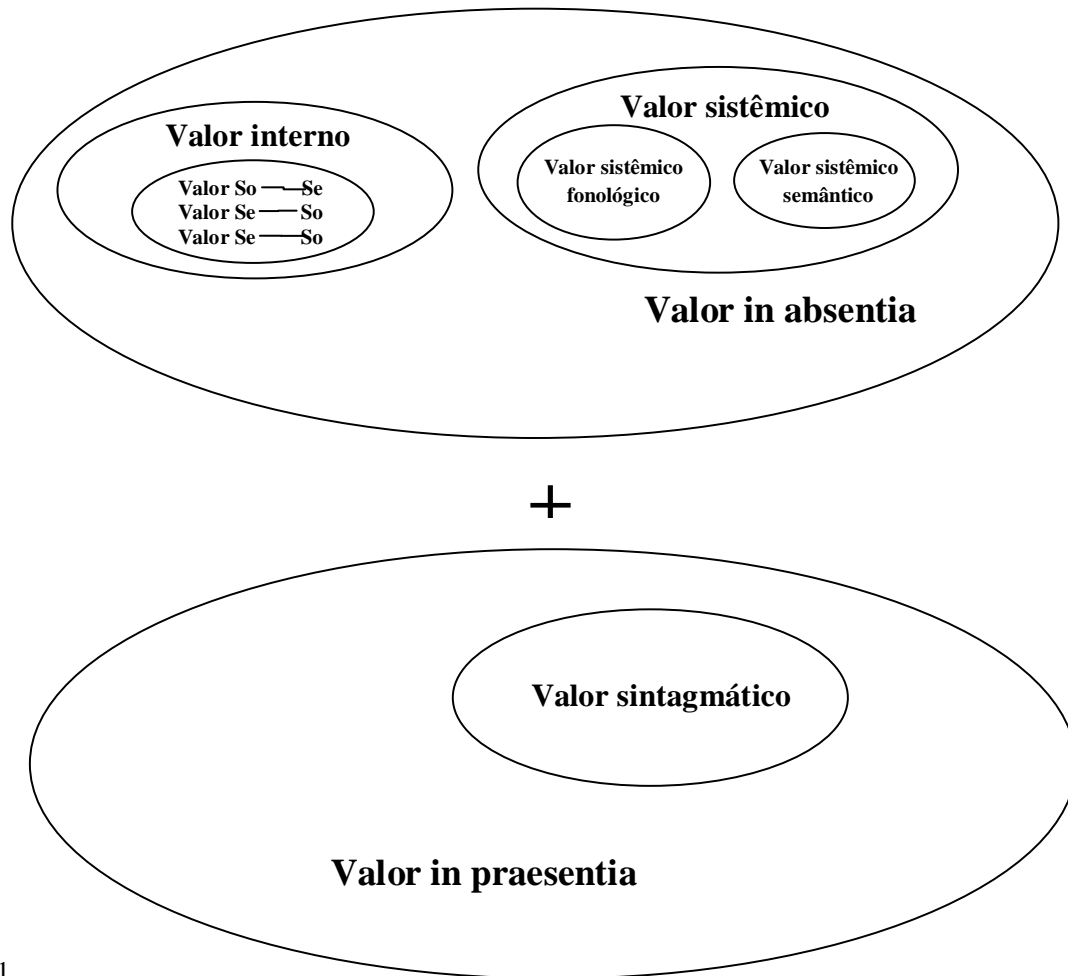 Valor interno
Valor So — Se
Valor Se — So
Valor Se — So
Valor sistêmico
Valor sistêmico
fonológico
Valor sistêmico
semântico
Valor in absentia
+
Valor sintagmático
Valor in praesentia